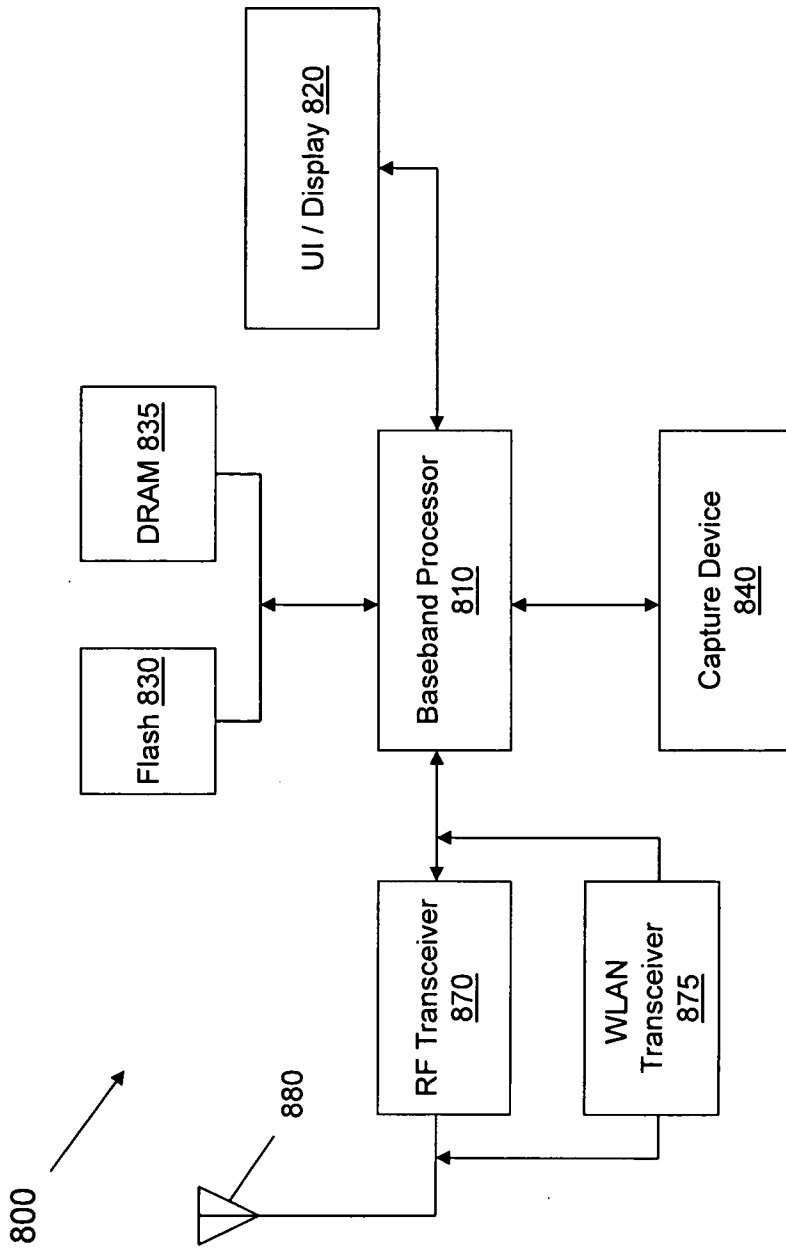 800
880
Flash 830
DRAM 835
UI / Display 820
RF Transceiver
870
Baseband Processor
810
WLAN
Transceiver
875
Capture Device
840